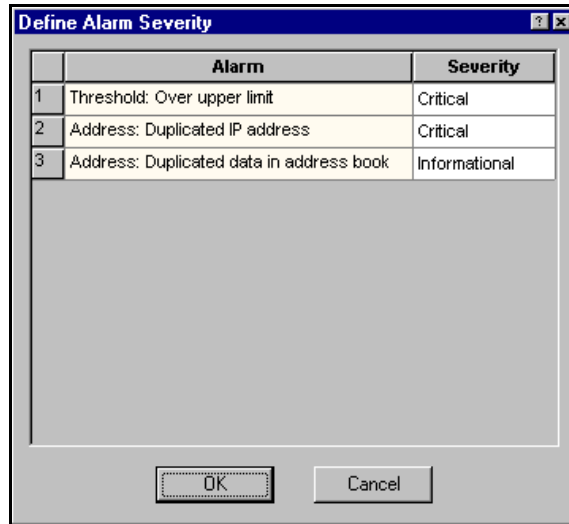 Define Alarm Severity
Alarm Severity
1 Threshold: Over upper limit Critical
2 Address: Duplicated IP address Critical
3 Address: Duplicated data in address book Informational
OK Cancel